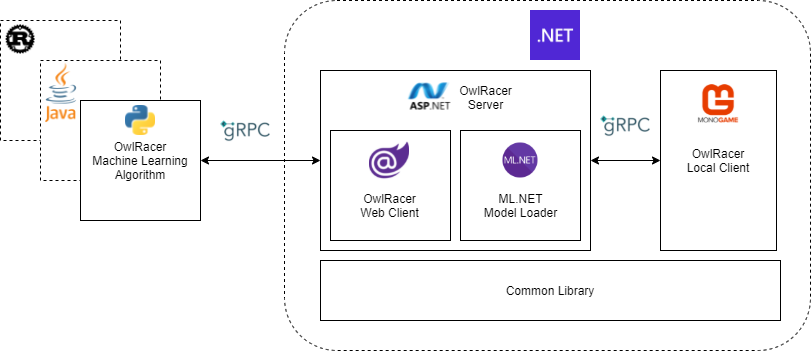 .NET
R
Java
OwlRacer
Machine Learning
Algorithm
gRPC
ASP.NET
OwlRacer
Server
OwlRacer
Web Client
ML.NET
ML.NET
Model Loader
gRPC
MONOGAME
OwlRacer
Local Client
Common Library